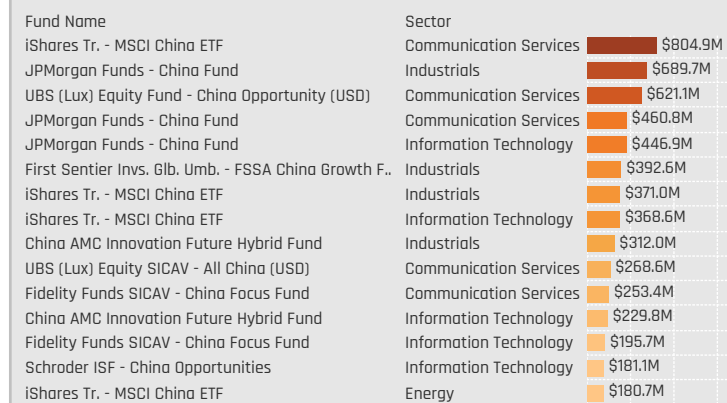 Fund Name Sector
iShares Tr. - MSCI China ETF Communication Services $804.9M
JPMorgan Funds - China Fund Industrials $689.7M
UBS (Lux) Equity Fund - China Opportunity (USD) Communication Services $621.1M
JPMorgan Funds - China Fund Communication Services $460.8M
JPMorgan Funds - China Fund Information Technology $446.9M
First Sentier Invs. Glb. Umb. - FSSA China Growth F.. Industrials $392.6M
iShares Tr. - MSCI China ETF Industrials $371.0M
iShares Tr. - MSCI China ETF Information Technology $368.6M
China AMC Innovation Future Hybrid Fund Industrials $312.0M
UBS (Lux) Equity SICAV - All China (USD) Communication Services $268.6M
Fidelity Funds SICAV - China Focus Fund Communication Services $253.4M
China AMC Innovation Future Hybrid Fund Information Technology $229.8M
Fidelity Funds SICAV - China Focus Fund Information Technology $195.7M
Schroder ISF - China Opportunities Information Technology $181.1M
iShares Tr. - MSCI China ETF Energy $180.7M